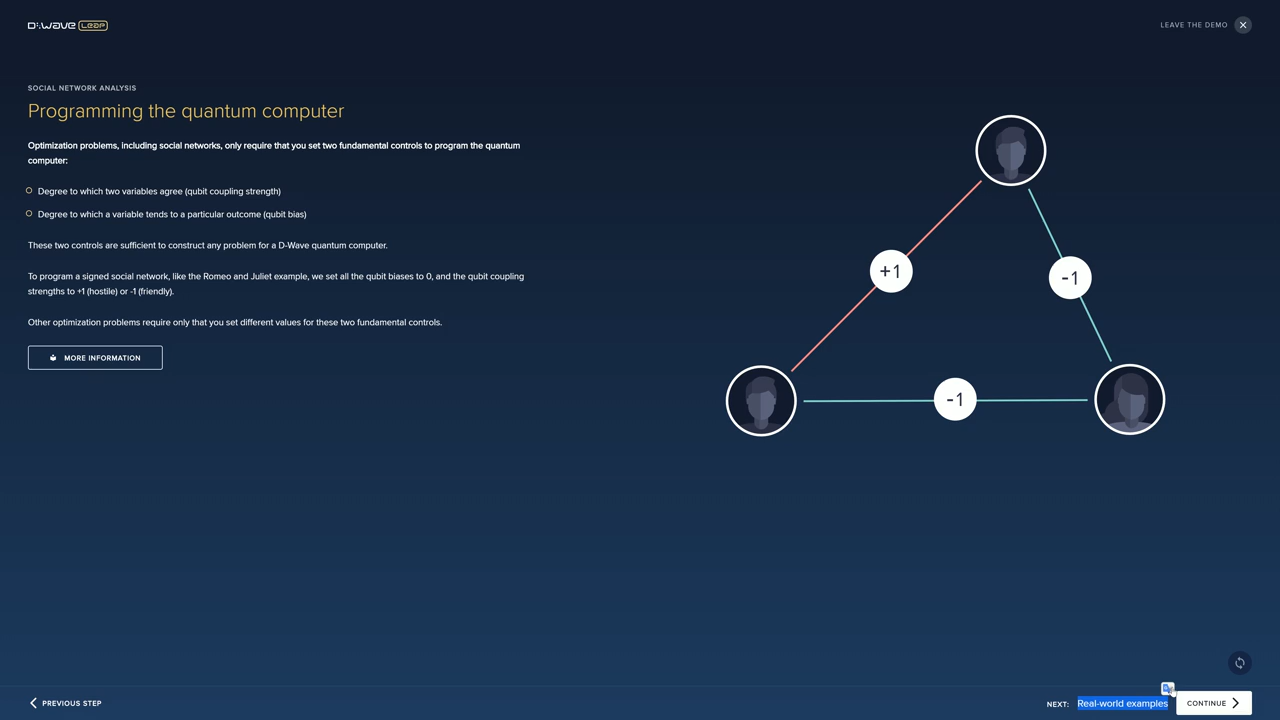 D:Wave Leap
LEAVE THE DEMO
SOCIAL NETWORK ANALYSIS
Programming the quantum computer
Optimization problems, including social networks, only require that you set two fundamental controls to program the quantum
computer:
Degree to which two variables agree (qubit coupling strength)
Degree to which a variable tends to a particular outcome (qubit bias)
These two controls are sufficient to construct any problem for a D-Wave quantum computer.
To program a signed social network, like the Romeo and Juliet example, we set all the qubit biases to 0, and the qubit coupling
strengths to +1 (hostile) or -1 (friendly).
Other optimization problems require only that you set different values for these two fundamental controls.
MORE INFORMATION
+1
-1
-1
PREVIOUS STEP
NEXT: Real-world examples
CONTINUE